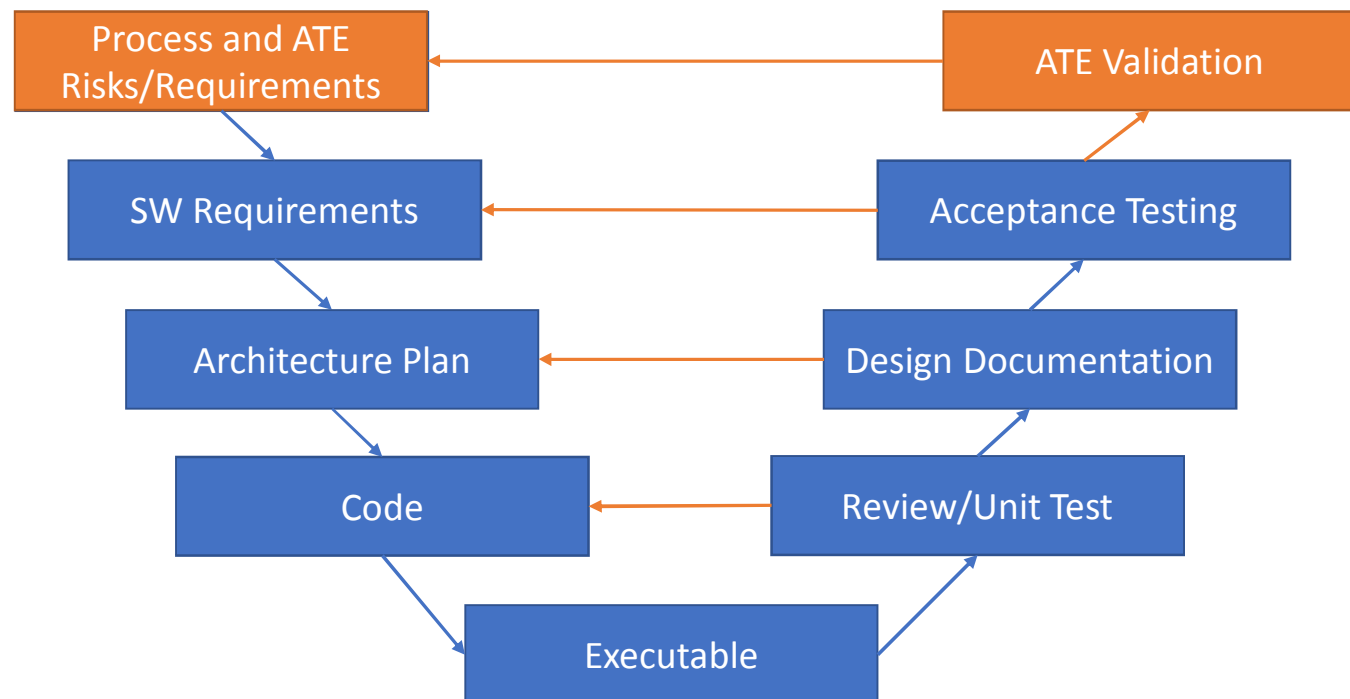 Process and ATE
Risks/Requirements
ATE Validation
SW Requirements
Acceptance Testing
Architecture Plan
Design Documentation
Code
Review/Unit Test
Executable